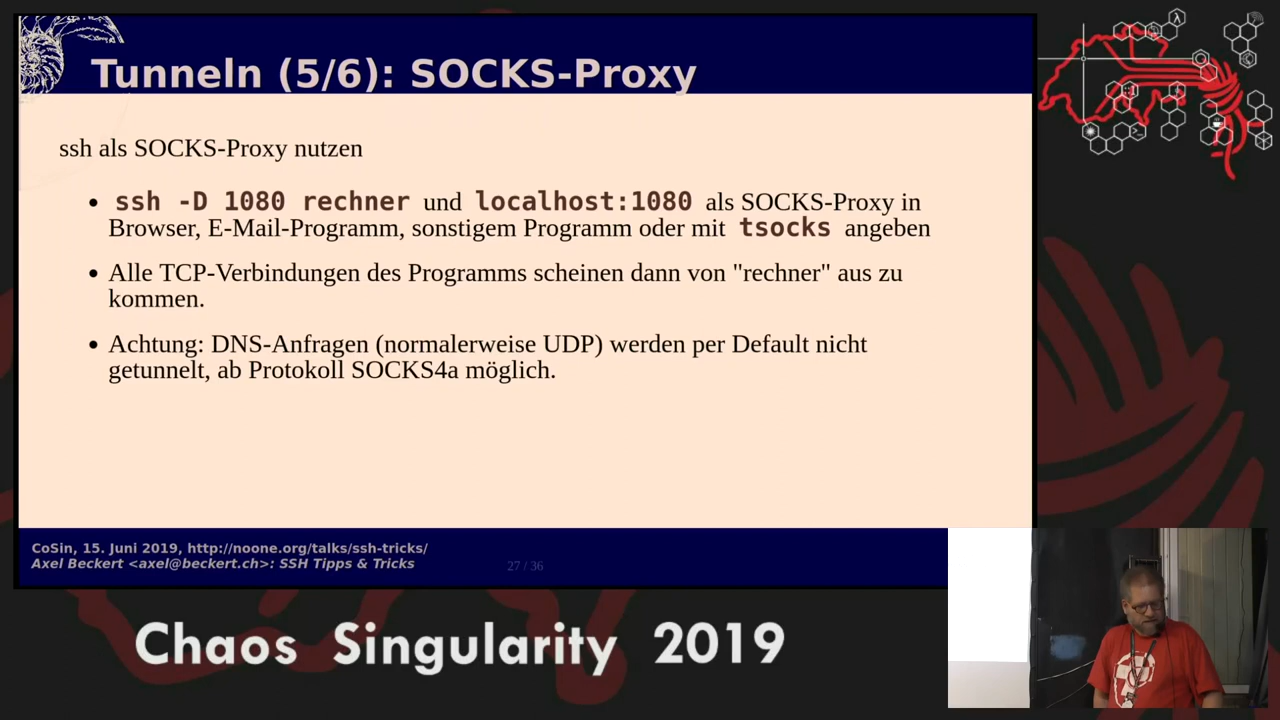 Tunneln (5/6): SOCKS-Proxy
ssh als SOCKS-Proxy nutzen
• ssh -D 1080 rechner und localhost:1080 als SOCKS-Proxy in
Browser, E-Mail-Programm, sonstigem Programm oder mit tsocks angeben
• Alle TCP-Verbindungen des Programms scheinen dann von "rechner" aus zu
kommen.
• Achtung: DNS-Anfragen (normalerweise UDP) werden per Default nicht
getunnelt, ab Protokoll SOCKS4a möglich.
CoSin, 15. Juni 2019, http://noone.org/talks/ssh-tricks/
Axel Beckert <axel@beckert.ch>: SSH Tipps & Tricks
27 / 36
Chaos Singularity 2019